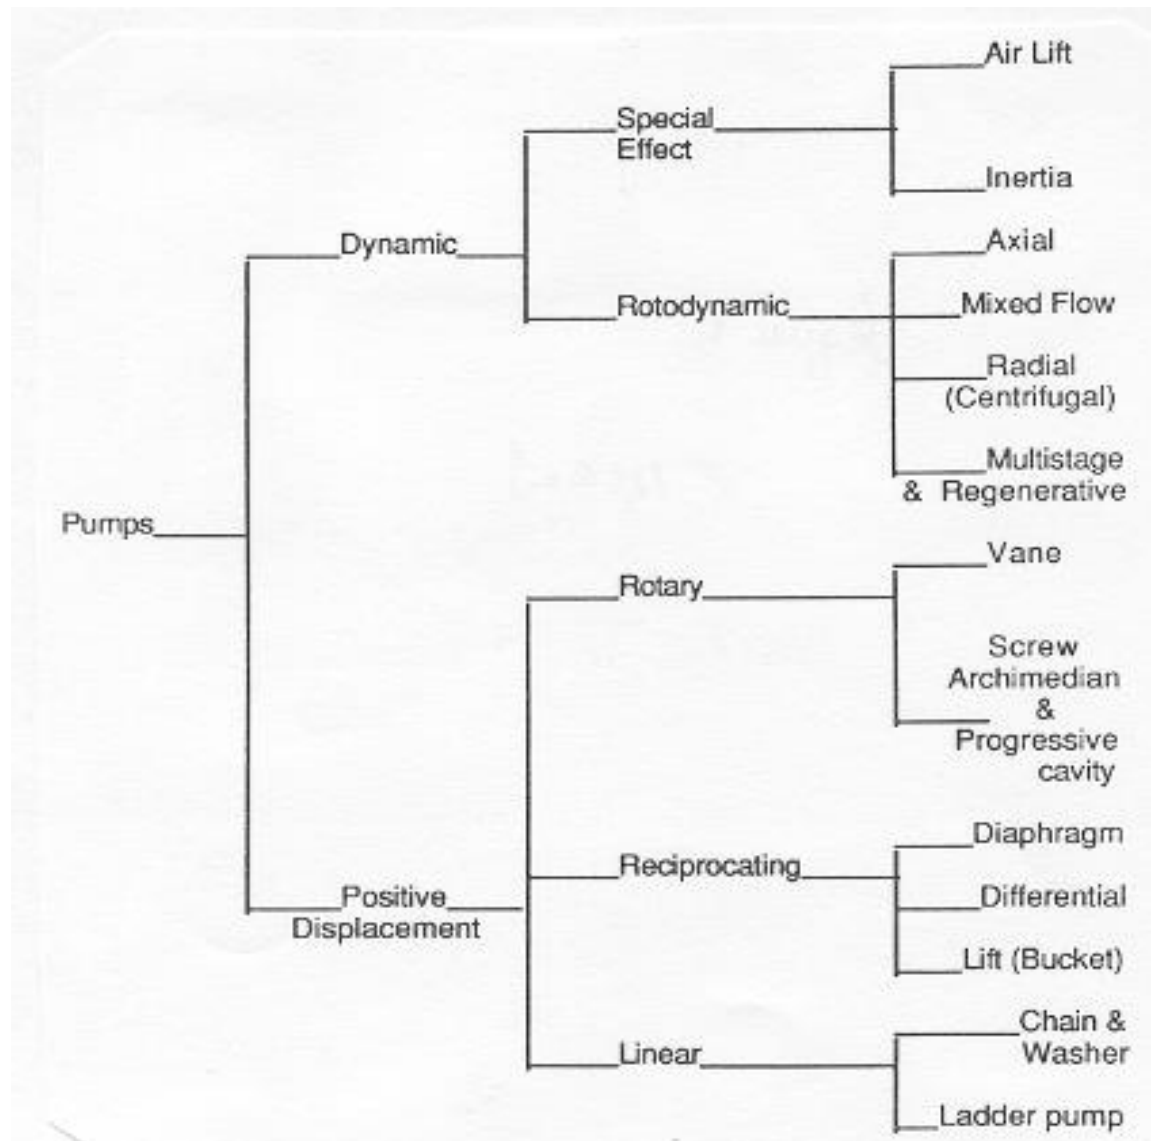 Air Lift
Special
Effect
Inertia
Dynamic
Axial
Rotodynamic
Mixed Flow
Radial
(Centrifugal)
Multistage
& Regenerative
Pumps
Vane
Rotary
Screw
Archimedian
&
Progressive
cavity
Diaphragm
Reciprocating
Positive
Displacement
Differential
Lift (Bucket)
Chain &
Washer
Linear
Ladder pump